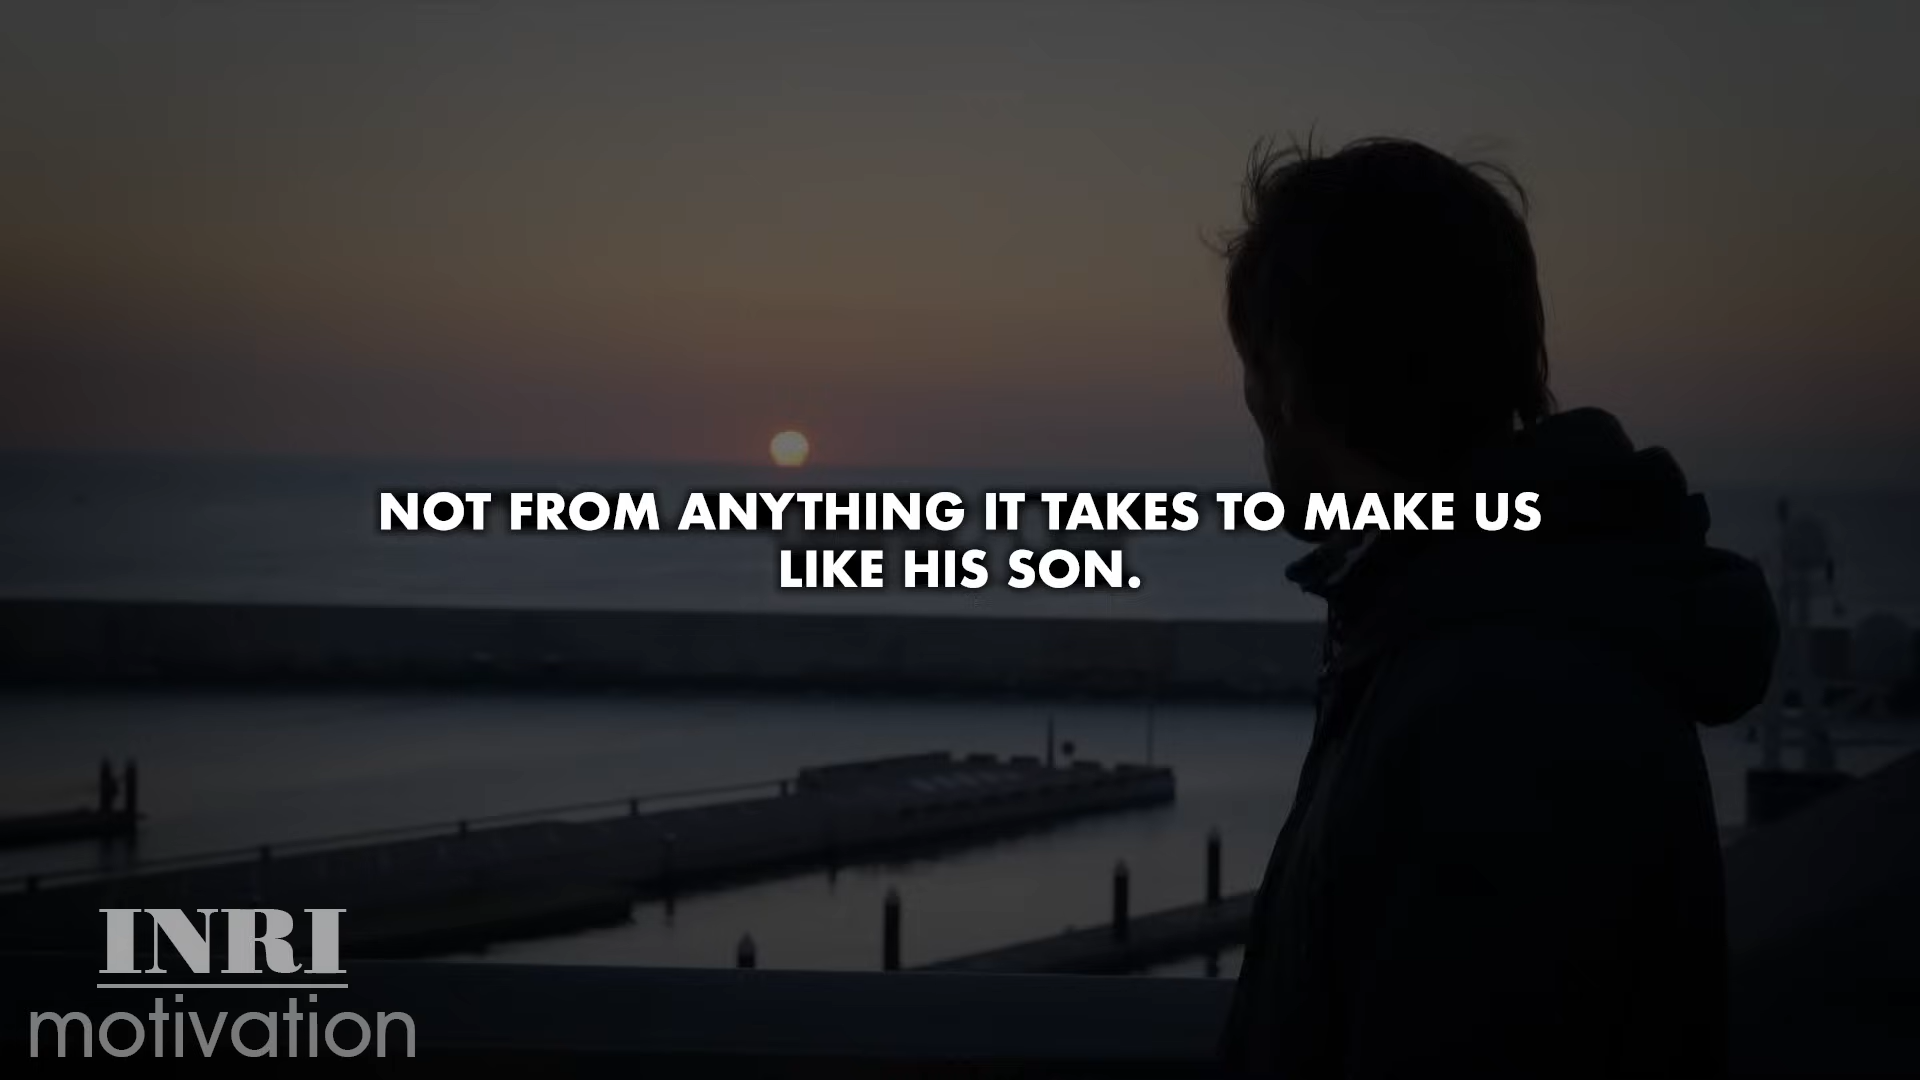 NOT FROM ANYTHING IT TAKES TO MAKE US
LIKE HIS SON.
INRI
motivation